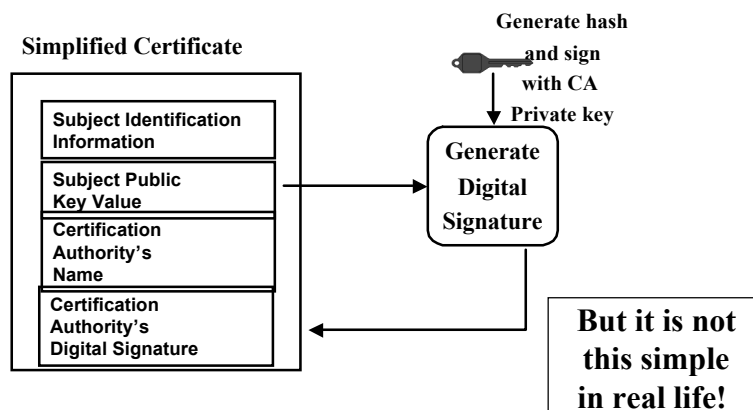 Simplified Certificate
Subject Identification
Information
Subject Public
Key Value
Certification
Authority’s
Name
Certification
Authority’s
Digital Signature
Generate hash
and sign
with CA
Private key
Generate
Digital
Signature
But it is not
this simple
in real life!